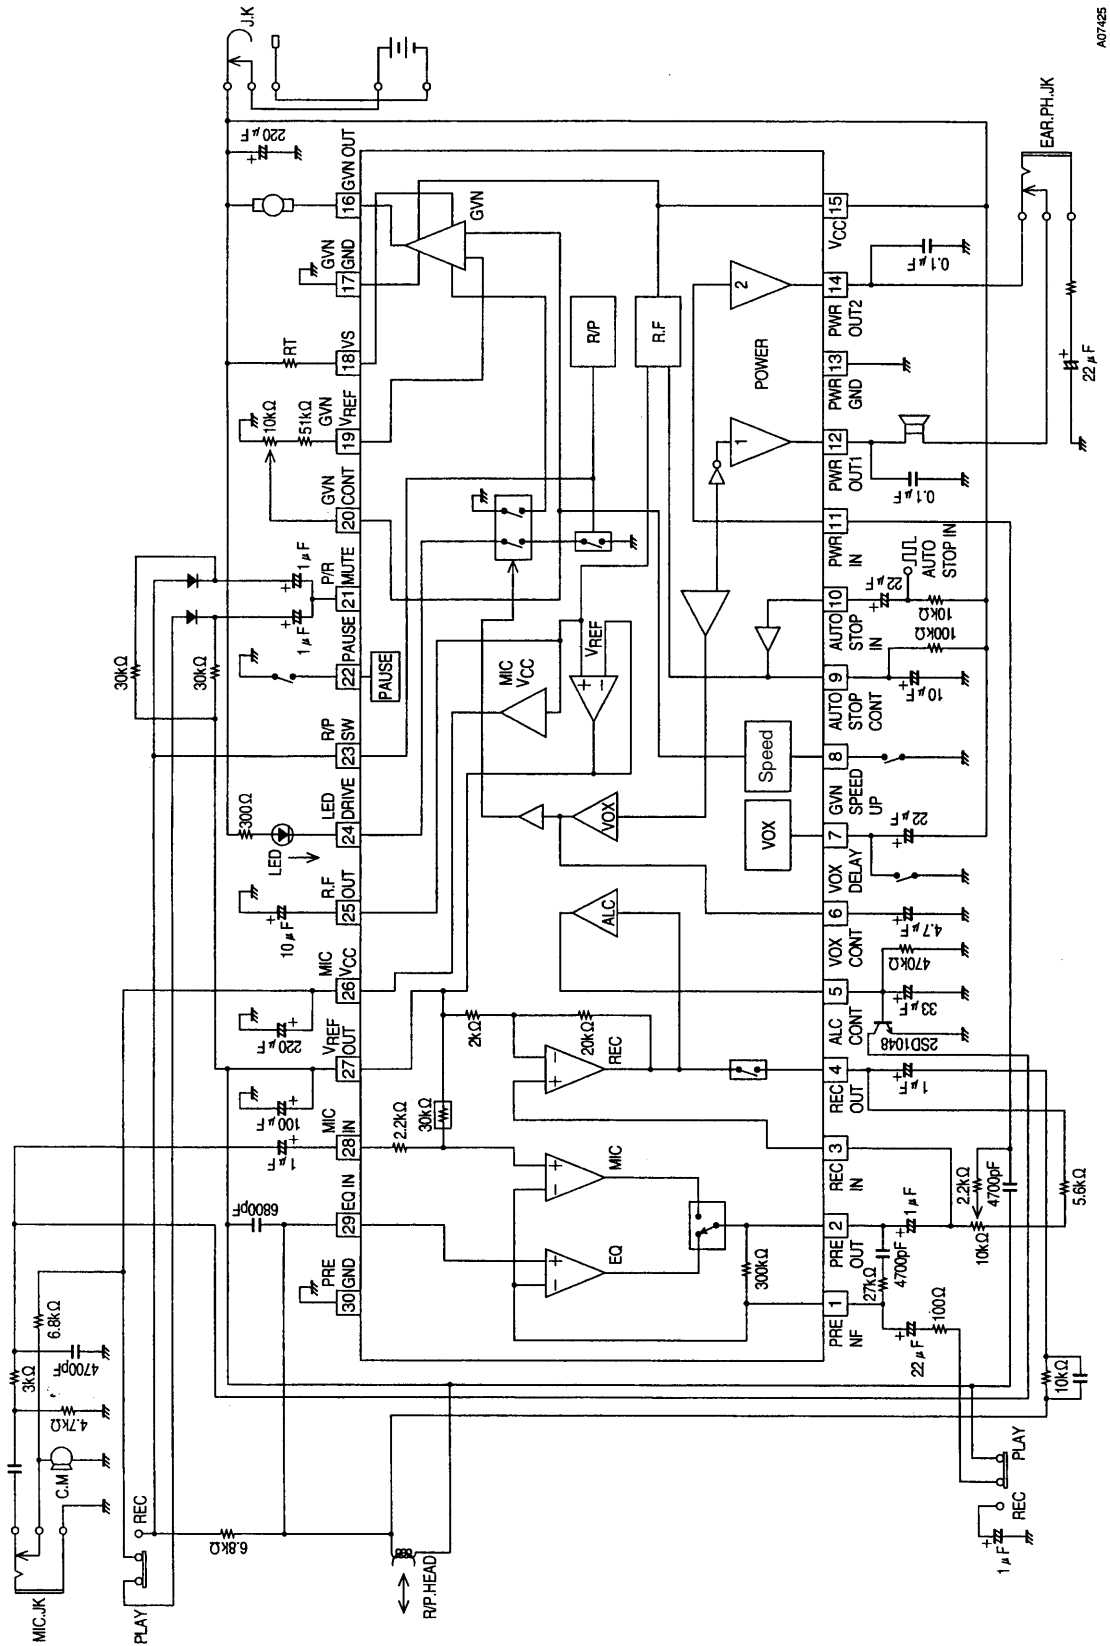 A07425
J.K
220μF
+
16
GVN OUT
17
GVN
GND
GVN
RT
18
VS
10kΩ
51kΩ
19
GVN
VREF
20
GVN
CONT
1μF
+
1μF
+
21
P/R
MUTE
30kΩ
30kΩ
22
PAUSE
PAUSE
23
R/P
SW
300Ω
LED
24
LED
DRIVE
10μF
+
25
R.F
OUT
26
MIC
VCC
220μF
+
27
VREF
OUT
100μF
+
1μF
+
28
MIC
IN
6800pF
29
EQ IN
30
PRE
GND
6.8kΩ
3kΩ
4700pF
4.7kΩ
C.M
MIC.JK
REC
PLAY
6.8kΩ
R/P.HEAD
R/P
R.F
POWER
2
1
MIC
VCC
VREF
+
−
VOX
Speed
VOX
ALC
2kΩ
20kΩ
REC
−
+
2.2kΩ
30kΩ
+
−
MIC
+
−
EQ
300kΩ
15
VCC
14
PWR
OUT2
0.1μF
13
PWR
GND
12
PWR
OUT1
0.1μF
11
PWR
IN
10
AUTO
STOP
IN
22μF
+
AUTO
STOP IN
10kΩ
100kΩ
9
AUTO
STOP
CONT
10μF
+
8
GVN
SPEED
UP
7
VOX
DELAY
22μF
+
6
VOX
CONT
4.7μF
+
470kΩ
5
ALC
CONT
33μF
+
2SD1048
4
REC
OUT
1μF
+
3
REC
IN
2.2kΩ
4700pF
5.6kΩ
10kΩ
2
PRE
OUT
1μF
+
4700pF
27kΩ
1
PRE
NF
22μF
+
100Ω
10kΩ
PLAY
REC
1μF
+
EAR.PH.JK
22μF
+